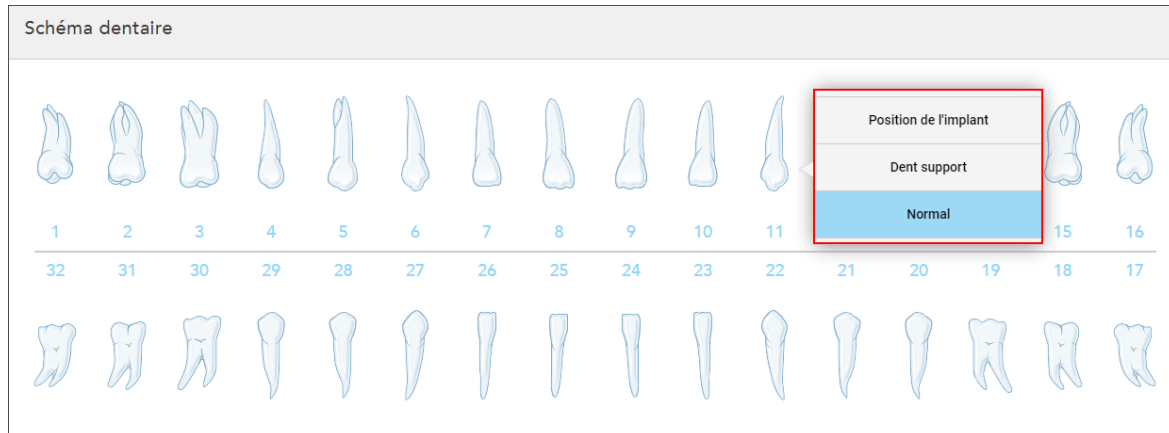 Schéma dentaire
Position de l'implant
Dent support
Normal
1 2 3 4 5 6 7 8 9 10 11 15 16
32 31 30 29 28 27 26 25 24 23 22 21 20 19 18 17